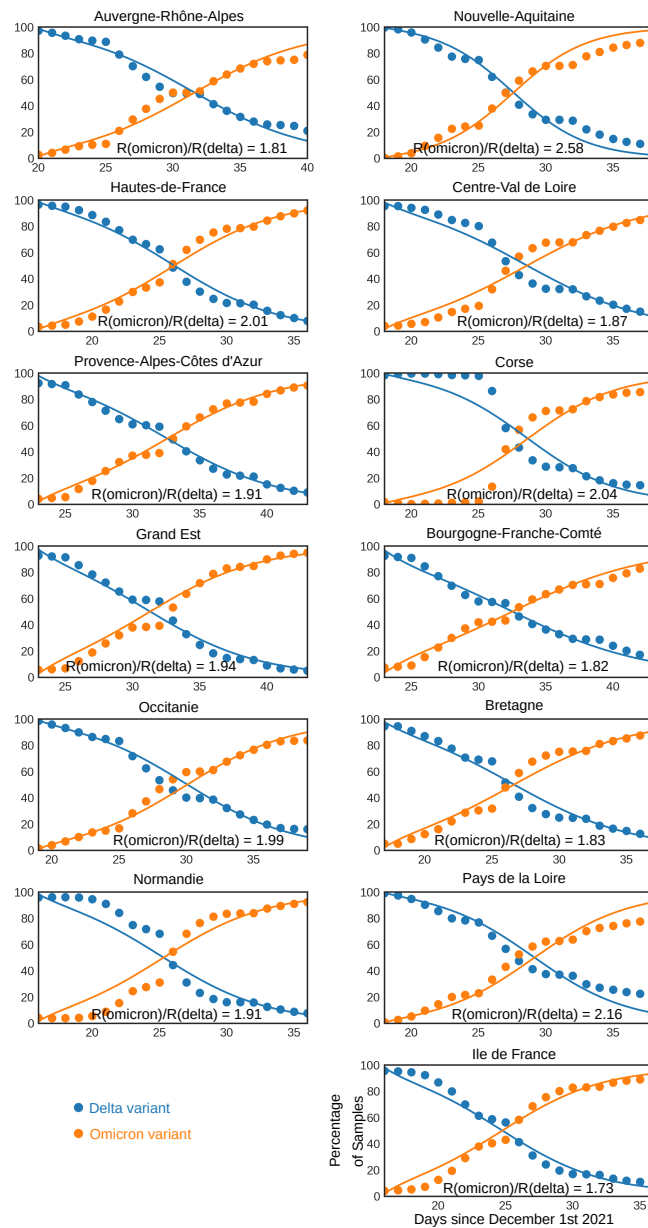 Auvergne-Rhône-Alpes
100
80
60
40
20
0
R(omicron)/R(delta) = 1.81
20 25 30 35 40
Nouvelle-Aquitaine
100
80
60
40
20
0
R(omicron)/R(delta) = 2.58
20 25 30 35
Hautes-de-France
100
80
60
40
20
0
R(omicron)/R(delta) = 2.01
20 25 30 35
Centre-Val de Loire
100
80
60
40
20
0
R(omicron)/R(delta) = 1.87
20 25 30 35
Provence-Alpes-Côtes d'Azur
100
80
60
40
20
0
R(omicron)/R(delta) = 1.91
25 30 35 40
Corse
100
80
60
40
20
0
R(omicron)/R(delta) = 2.04
20 25 30 35
Grand Est
100
80
60
40
20
0
R(omicron)/R(delta) = 1.94
25 30 35 40
Bourgogne-Franche-Comté
100
80
60
40
20
0
R(omicron)/R(delta) = 1.82
25 30 35 40
Occitanie
100
80
60
40
20
0
R(omicron)/R(delta) = 1.99
20 25 30 35
Bretagne
100
80
60
40
20
0
R(omicron)/R(delta) = 1.83
20 25 30 35
Normandie
100
80
60
40
20
0
R(omicron)/R(delta) = 1.91
20 25 30 35
Pays de la Loire
100
80
60
40
20
0
R(omicron)/R(delta) = 2.16
20 25 30 35
Delta variant
Omicron variant
Ile de France
Percentage
of Samples
100
80
60
40
20
0
R(omicron)/R(delta) = 1.73
20 25 30 35
Days since December 1st 2021